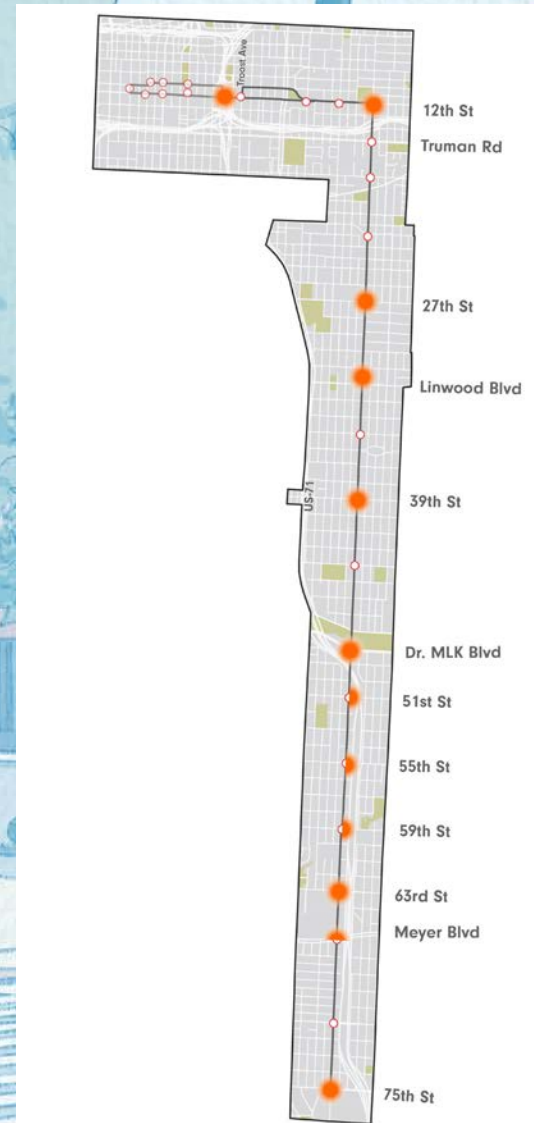 Troost Ave
12th St
Truman Rd
27th St
Linwood Blvd
US-71
39th St
Dr. MLK Blvd
51st St
55th St
59th St
63rd St
Meyer Blvd
75th St